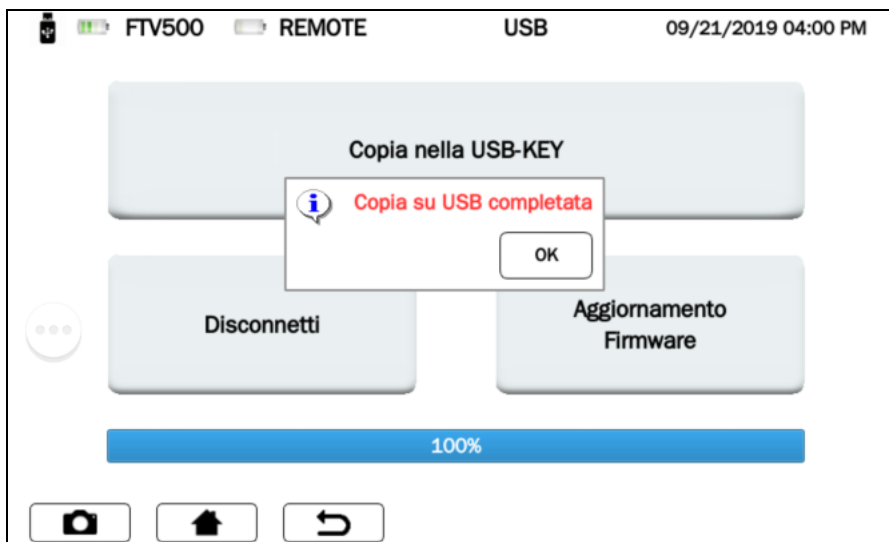 FTV500 REMOTE USB 09/21/2019 04:00 PM
Copia nella USB-KEY
Copia su USB completata
OK
Disconnetti
Aggiornamento
Firmware
100%